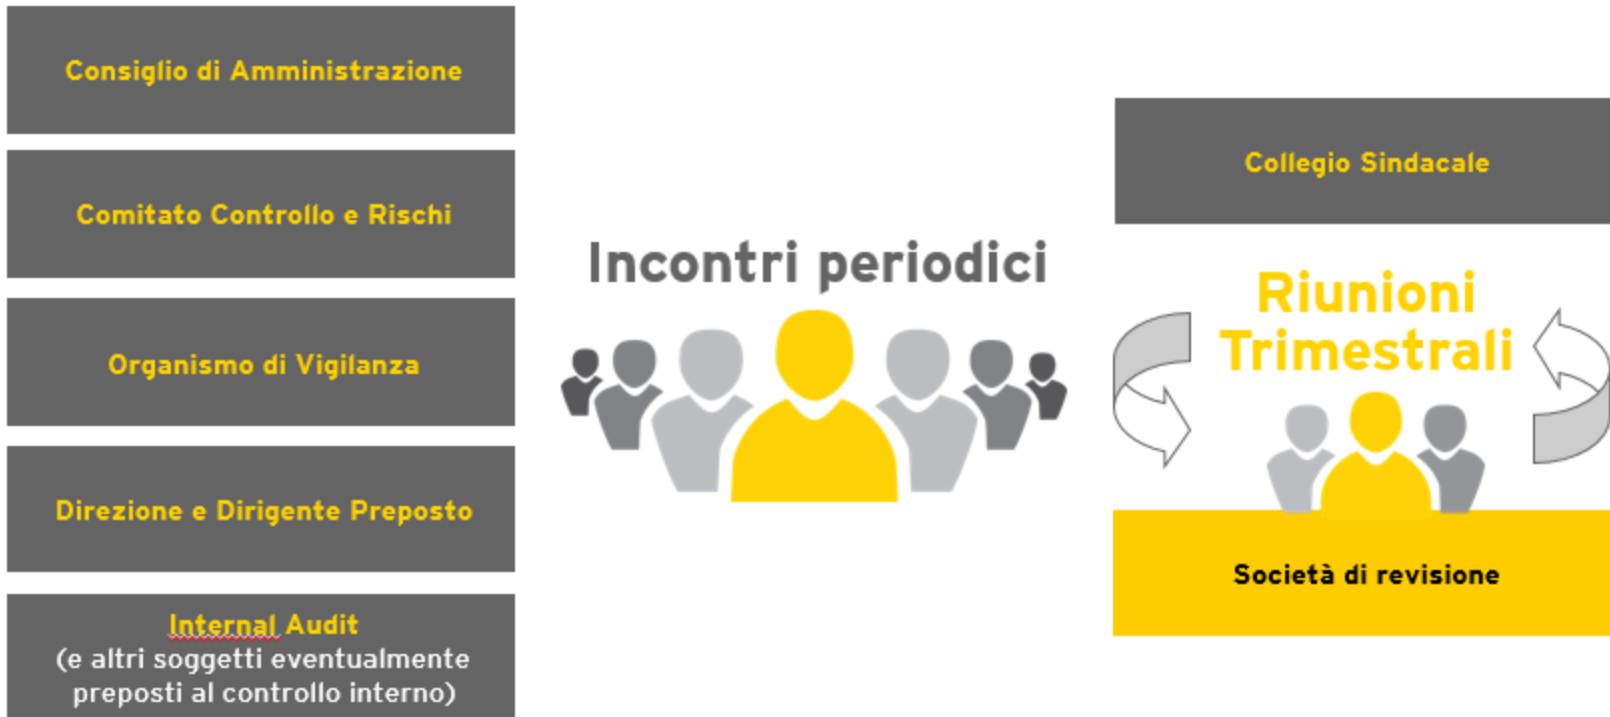 Consiglio di Amministrazione
Comitato Controllo e Rischi
Organismo di Vigilanza
Direzione e Dirigente Preposto
Internal Audit
(e altri soggetti eventualmente
preposti al controllo interno)
Incontri periodici
Collegio Sindacale
Riunioni
Trimestrali
Società di revisione